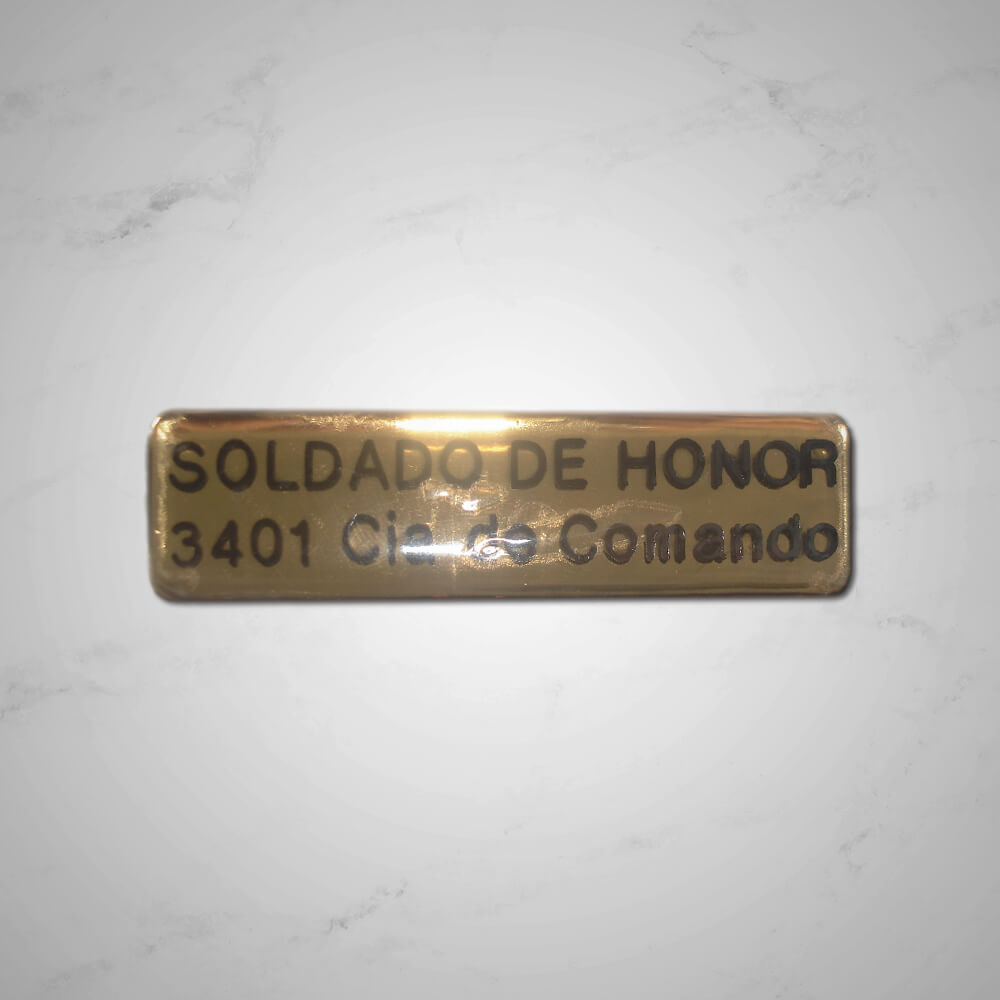 SOLDADO DE HONOR
3401 Cia de Comando